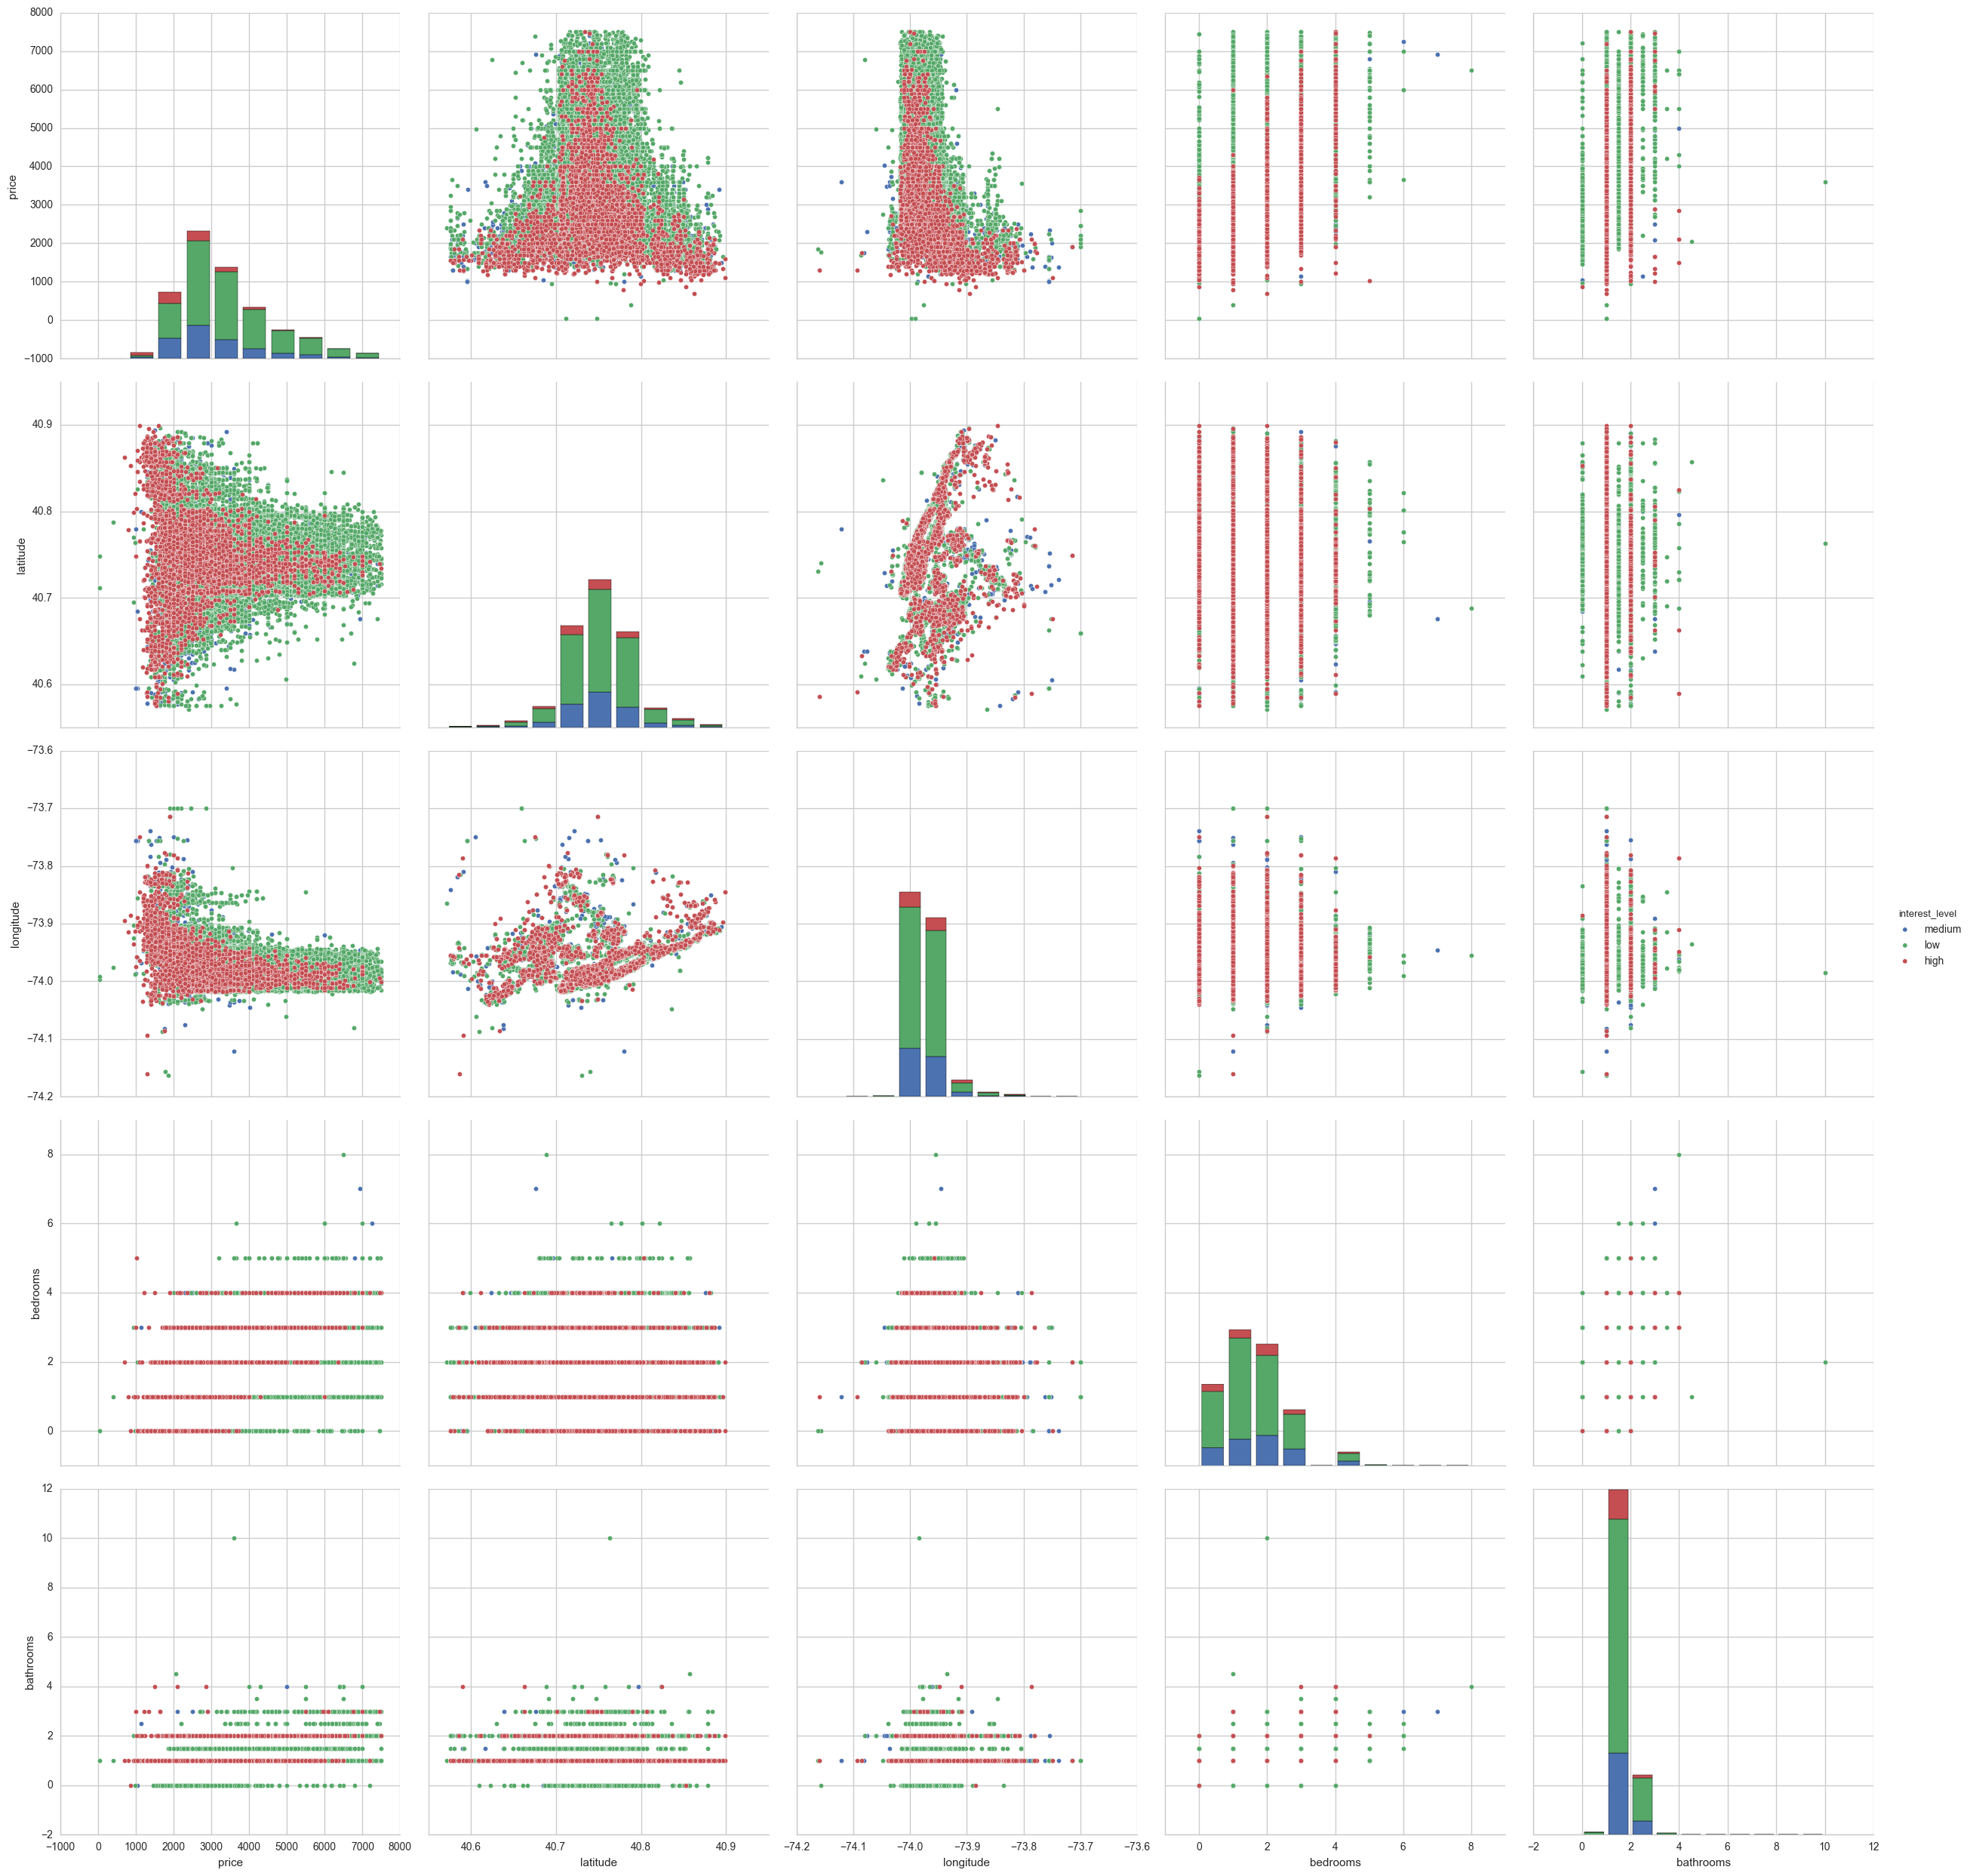 8000
7000
6000
5000
4000
3000
2000
1000
0
−1000
price
40.9
40.8
40.7
40.6
latitude
−73.6
−73.7
−73.8
−73.9
−74.0
−74.1
−74.2
longitude
interest_level
medium
low
high
8
6
4
2
0
bedrooms
12
10
8
6
4
2
0
−2
bathrooms
−1000 0 1000 2000 3000 4000 5000 6000 7000 8000
40.6 40.7 40.8 40.9
−74.2 −74.1 −74.0 −73.9 −73.8 −73.7 −73.6
0 2 4 6 8
−2 0 2 4 6 8 10 12
price latitude longitude bedrooms bathrooms